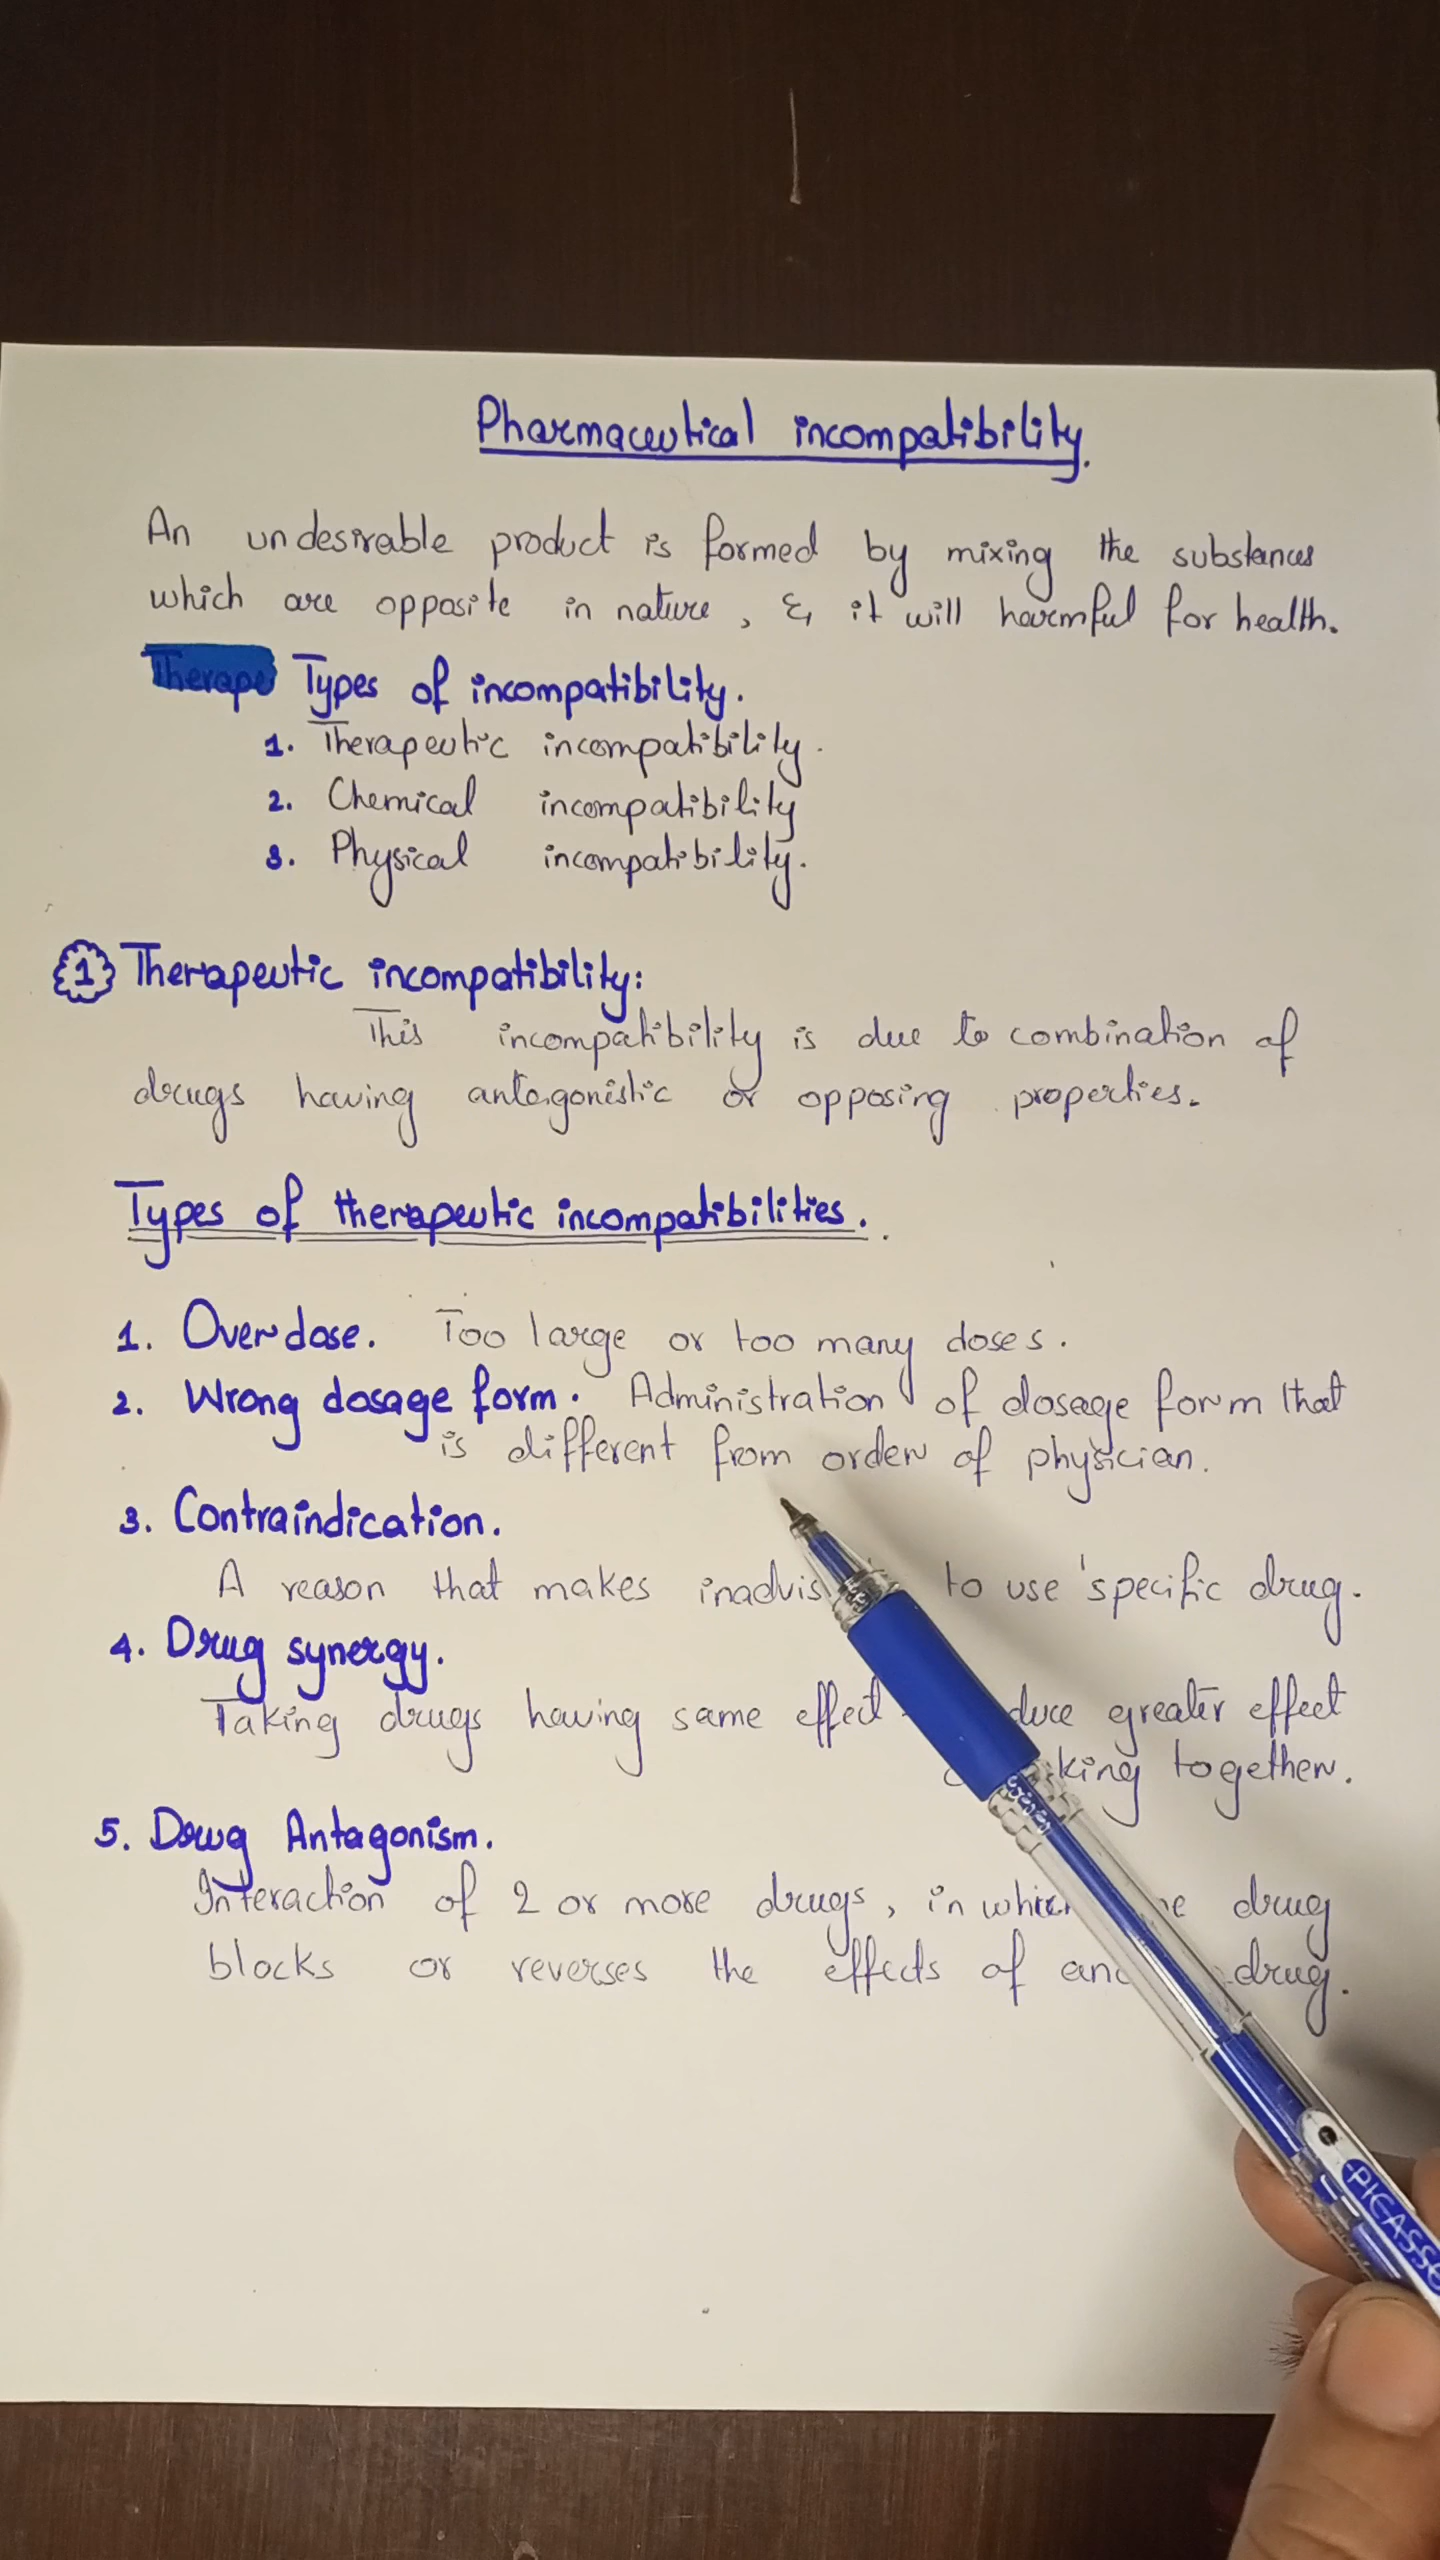 Pharmaceutical incompatibility.
An undesirable product is formed by mixing the substances
which are opposite in nature, & it will harmful for health.
Therape Types of incompatibility.
1. Therapeutic incompatibility.
2. Chemical incompatibility
3. Physical incompatibility.
1 Therapeutic incompatibility:
This incompatibility is due to combination of
drugs having antagonistic or opposing properties.
Types of therapeutic incompatibilities.
1. Overdose. Too large or too many doses.
2. Wrong dosage form. Administration of dosage form that
is different from order of physician.
3. Contraindication.
A reason that makes inadvis to use specific drug.
4. Drug synergy.
Taking drugs having same effect duce greater effect
king together.
5. Drug Antagonism.
Interaction of 2 or more drugs, in which drug
blocks or reverses the effects of drug.
PICASSO